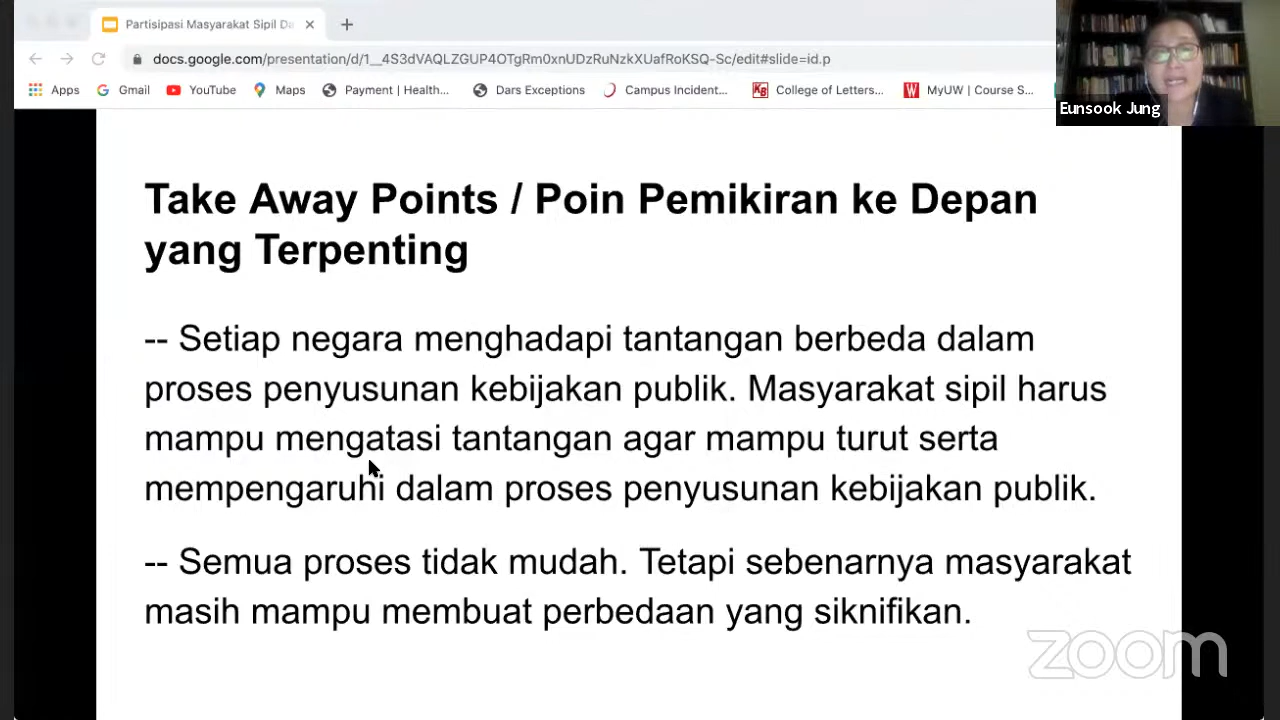 Partisipasi Masyarakat Sipil Da
docs.google.com/presentation/d/1__4S3dVAQLZGUP4OTgRm0xnUDzRuNzkXUafRoKSQ-Sc/edit#slide=id.p
Apps Gmail YouTube Maps Payment | Health... Dars Exceptions Campus Incident... College of Letters... MyUW | Course S...
Eunsook Jung
Take Away Points / Poin Pemikiran ke Depan
yang Terpenting
-- Setiap negara menghadapi tantangan berbeda dalam
proses penyusunan kebijakan publik. Masyarakat sipil harus
mampu mengatasi tantangan agar mampu turut serta
mempengaruhi dalam proses penyusunan kebijakan publik.
-- Semua proses tidak mudah. Tetapi sebenarnya masyarakat
masih mampu membuat perbedaan yang siknifikan.
zoom